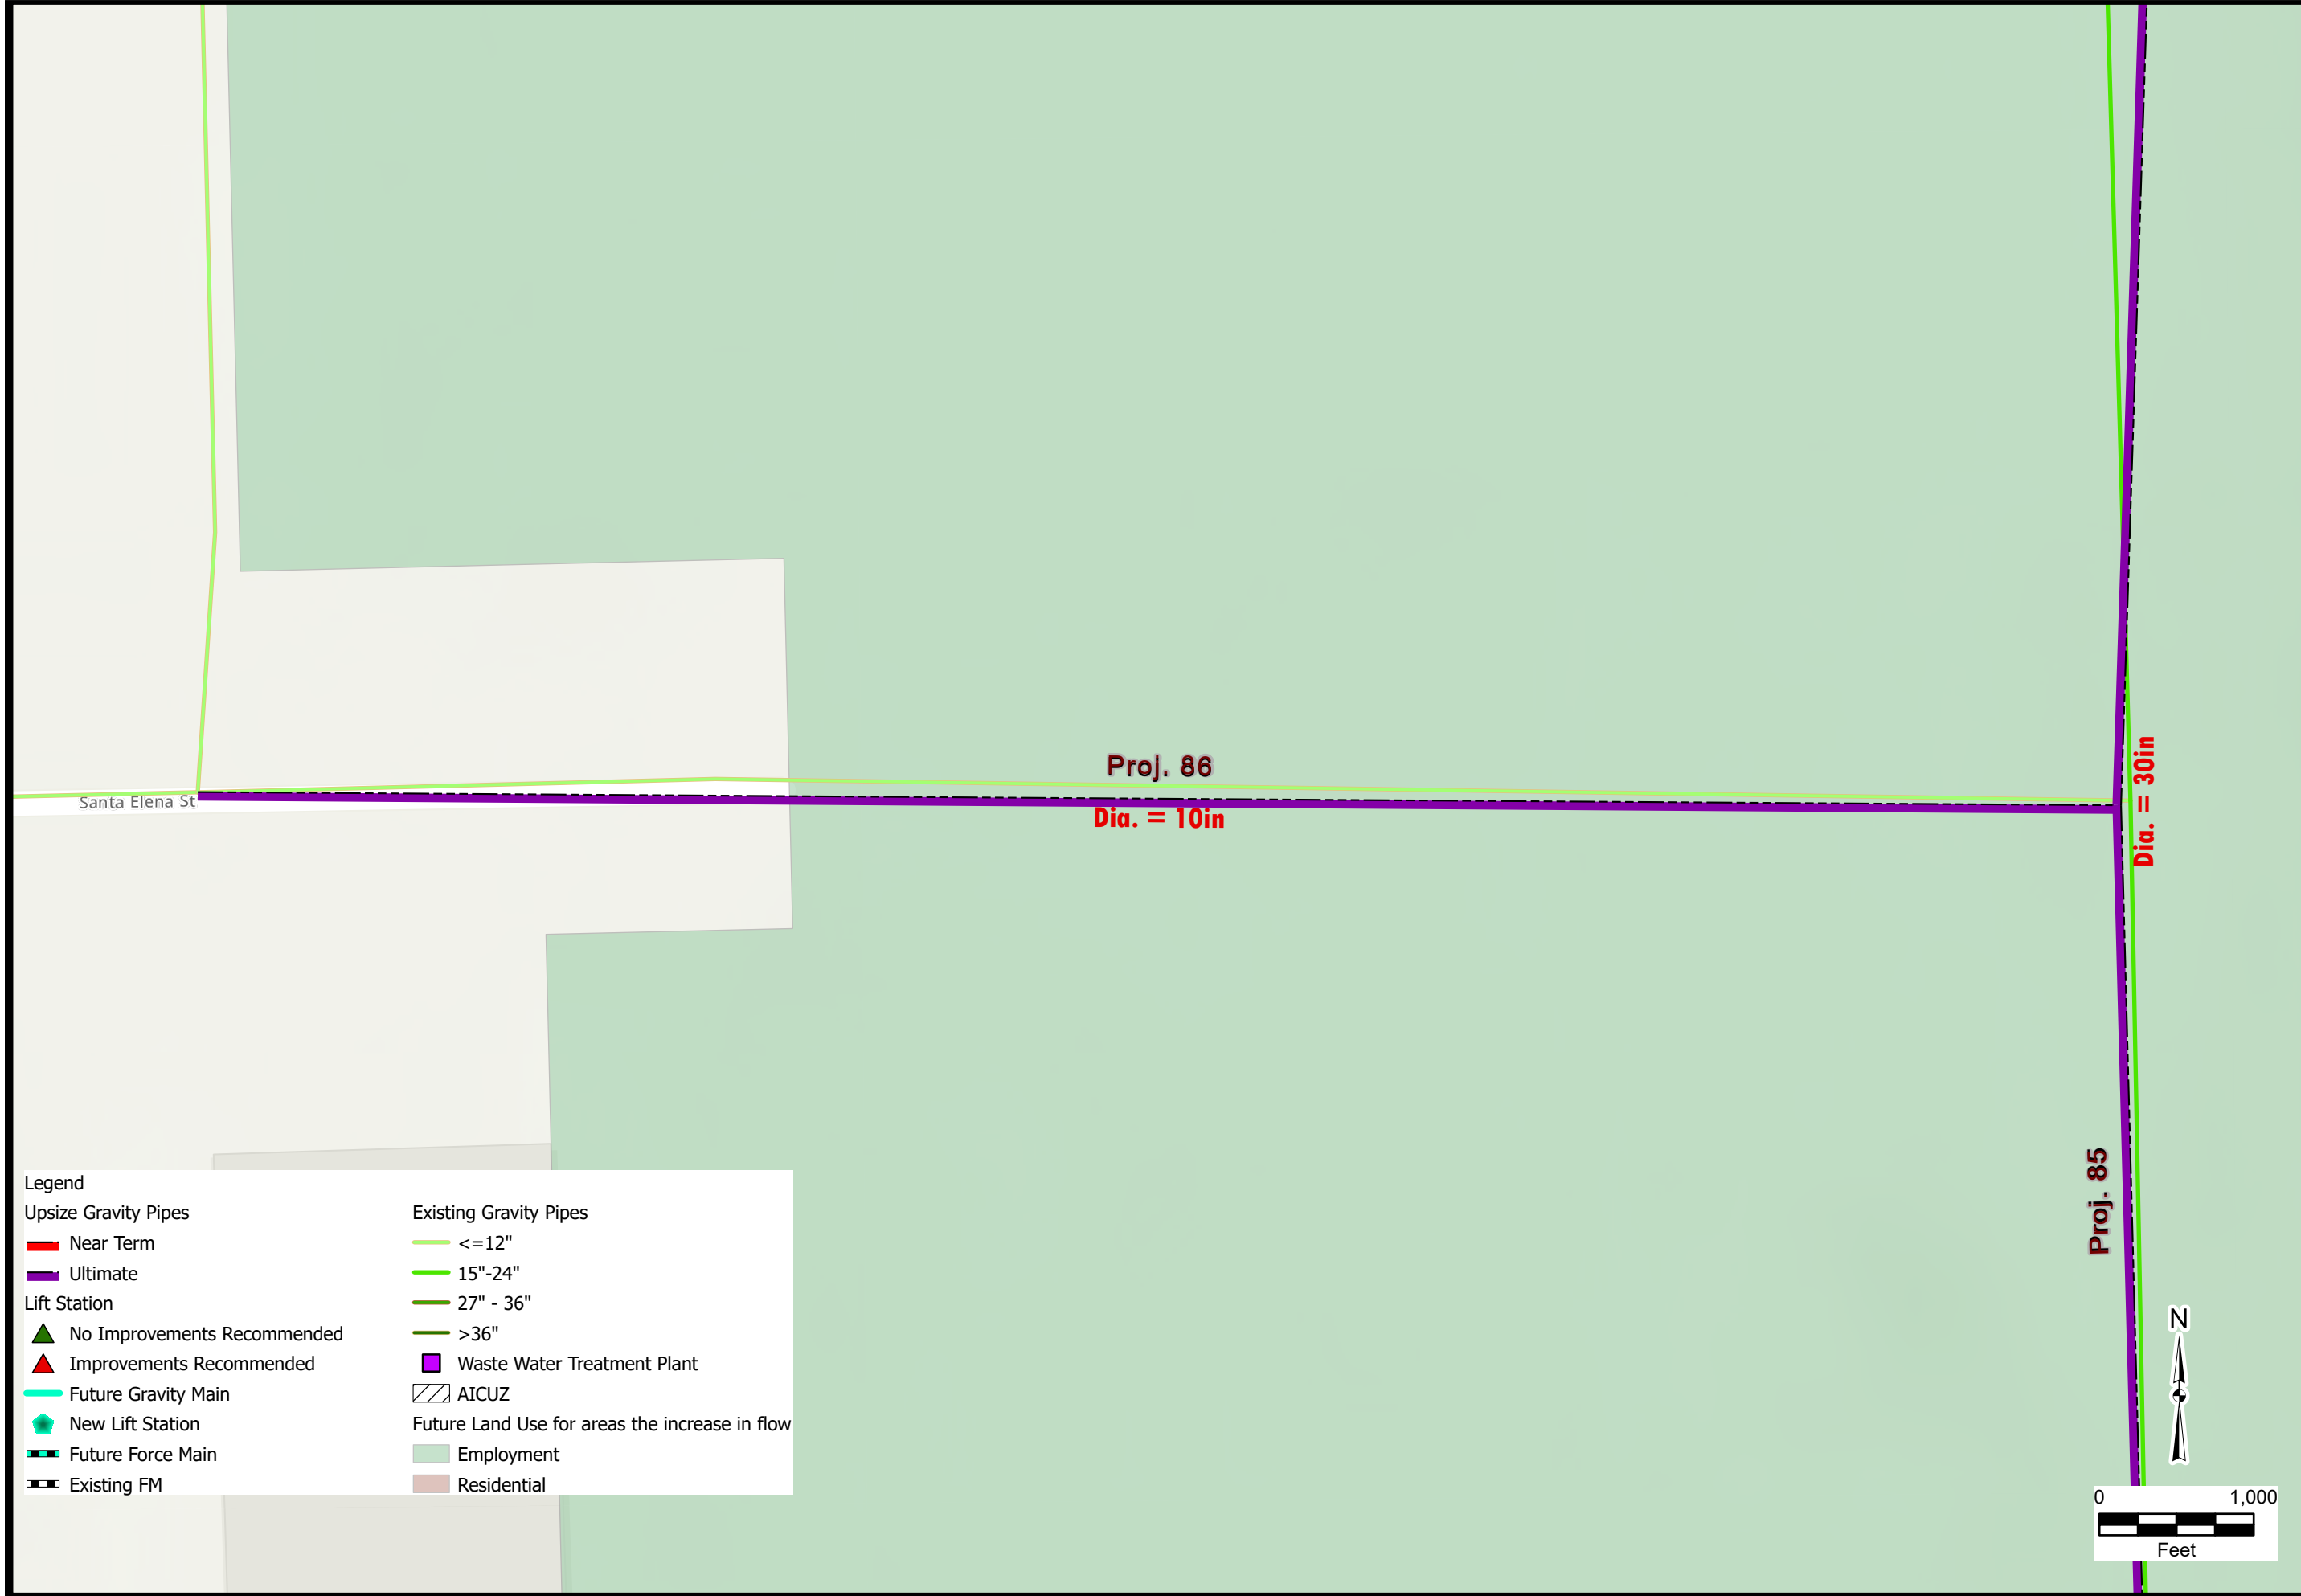 Proj. 86
Santa Elena St
Dia. = 10in
Dia. = 30in
Proj. 85
Legend
Upsize Gravity Pipes
Near Term
Ultimate
Lift Station
No Improvements Recommended
Improvements Recommended
Future Gravity Main
New Lift Station
Future Force Main
Existing FM
Existing Gravity Pipes
<=12"
15"-24"
27" - 36"
>36"
Waste Water Treatment Plant
AICUZ
Future Land Use for areas the increase in flow
Employment
Residential
N
0 1,000
Feet